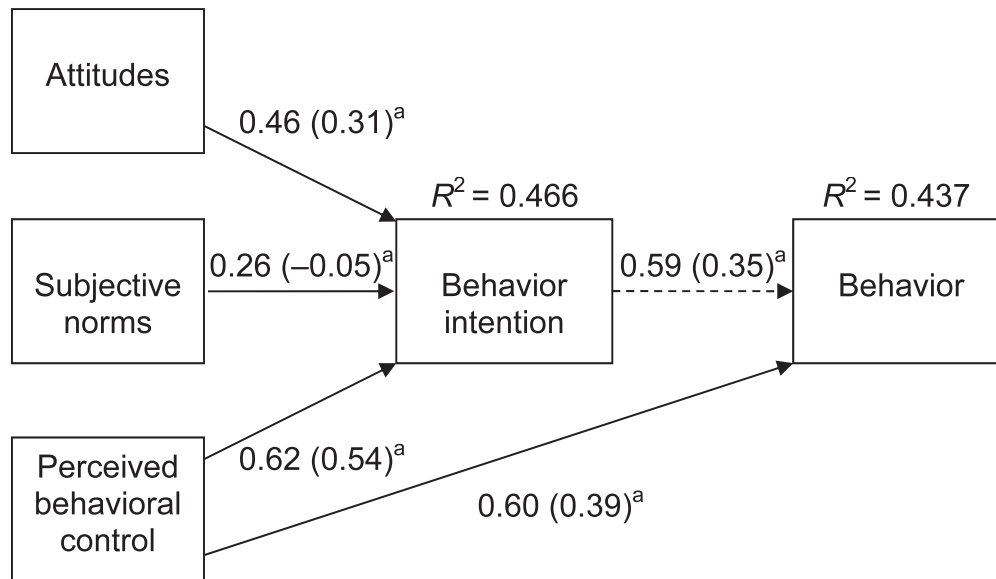 Attitudes
0.46 (0.31)ᵃ
R² = 0.466
R² = 0.437
Subjective
norms
0.26 (–0.05)ᵃ
Behavior
intention
0.59 (0.35)ᵃ
Behavior
Perceived
behavioral
control
0.62 (0.54)ᵃ
0.60 (0.39)ᵃ